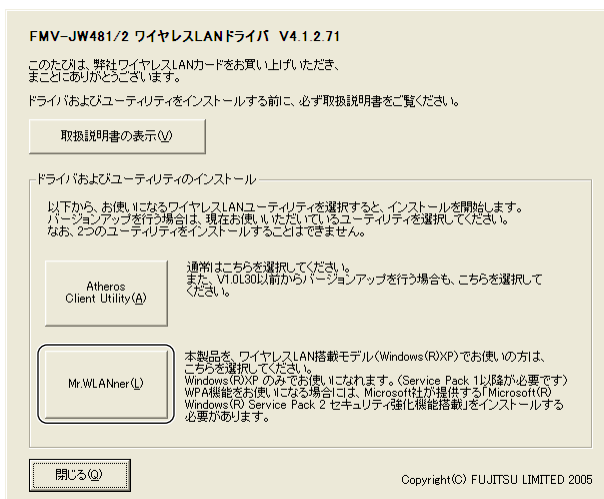 FMV-JW481/2 ワイヤレスLANドライバ V4.1.2.71
このたびは、弊社ワイヤレスLANカードをお買い上げいただき、
まことにありがとうございます。
ドライバおよびユーティリティをインストールする前に、必ず取扱説明書をご覧ください。
取扱説明書の表示(V)
ドライバおよびユーティリティのインストール
以下から、お使いになるワイヤレスLANユーティリティを選択すると、インストールを開始します。
バージョンアップを行う場合は、現在お使いいただいているユーティリティを選択してください。
なお、2つのユーティリティをインストールすることはできません。
Atheros
Client Utility(A)
通常はこちらを選択してください。
また、V1.0L30以前からバージョンアップを行う場合も、こちらを選択して
ください。
Mr.WLANner(L)
本製品を、ワイヤレスLAN搭載モデル(Windows(R)XP)でお使いの方は、
こちらを選択してください。
Windows(R)XP のみでお使いになれます。(Service Pack 1以降が必要です)
WPA機能をお使いになる場合には、Microsoft社が提供する「Microsoft(R)
Windows(R) Service Pack 2 セキュリティ強化機能搭載」をインストールする
必要があります。
閉じる(Q)
Copyright(C) FUJITSU LIMITED 2005